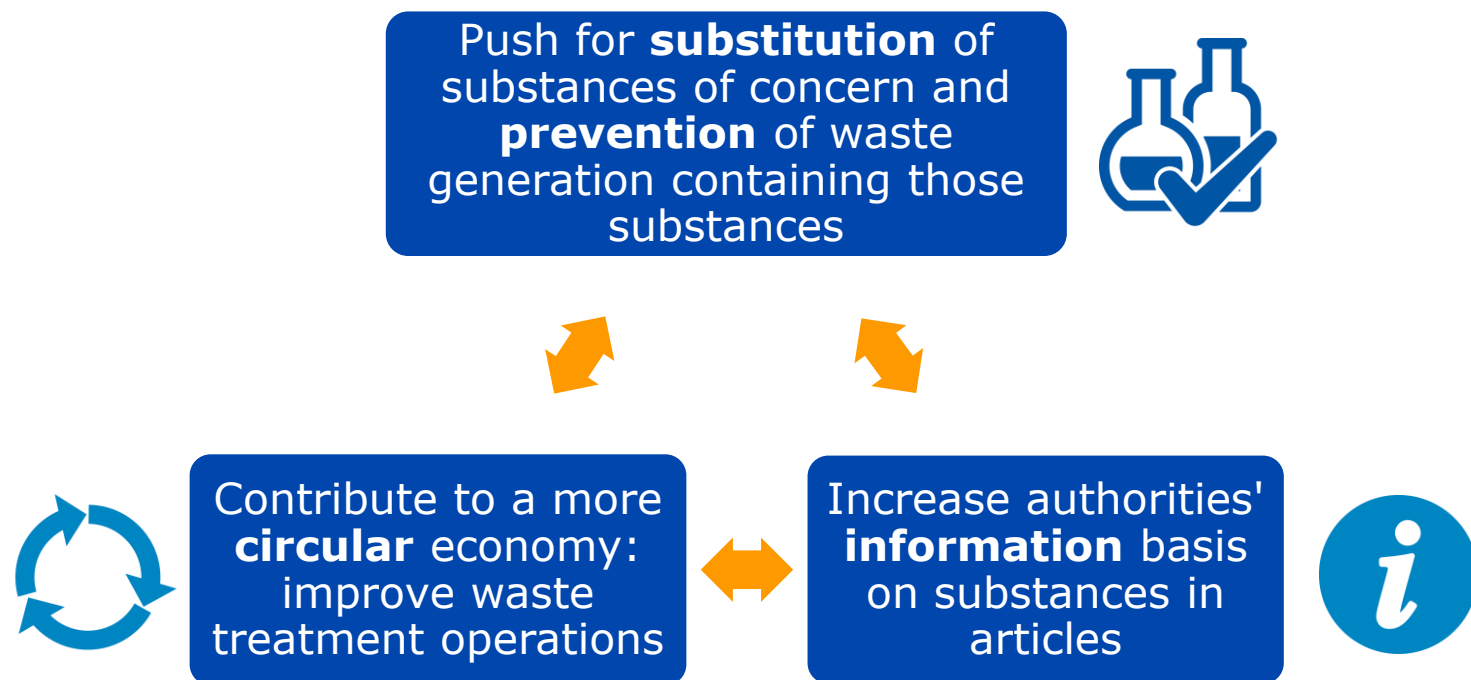 Push for substitution of
substances of concern and
prevention of waste
generation containing those
substances
Contribute to a more
circular economy:
improve waste
treatment operations
Increase authorities'
information basis
on substances in
articles
i